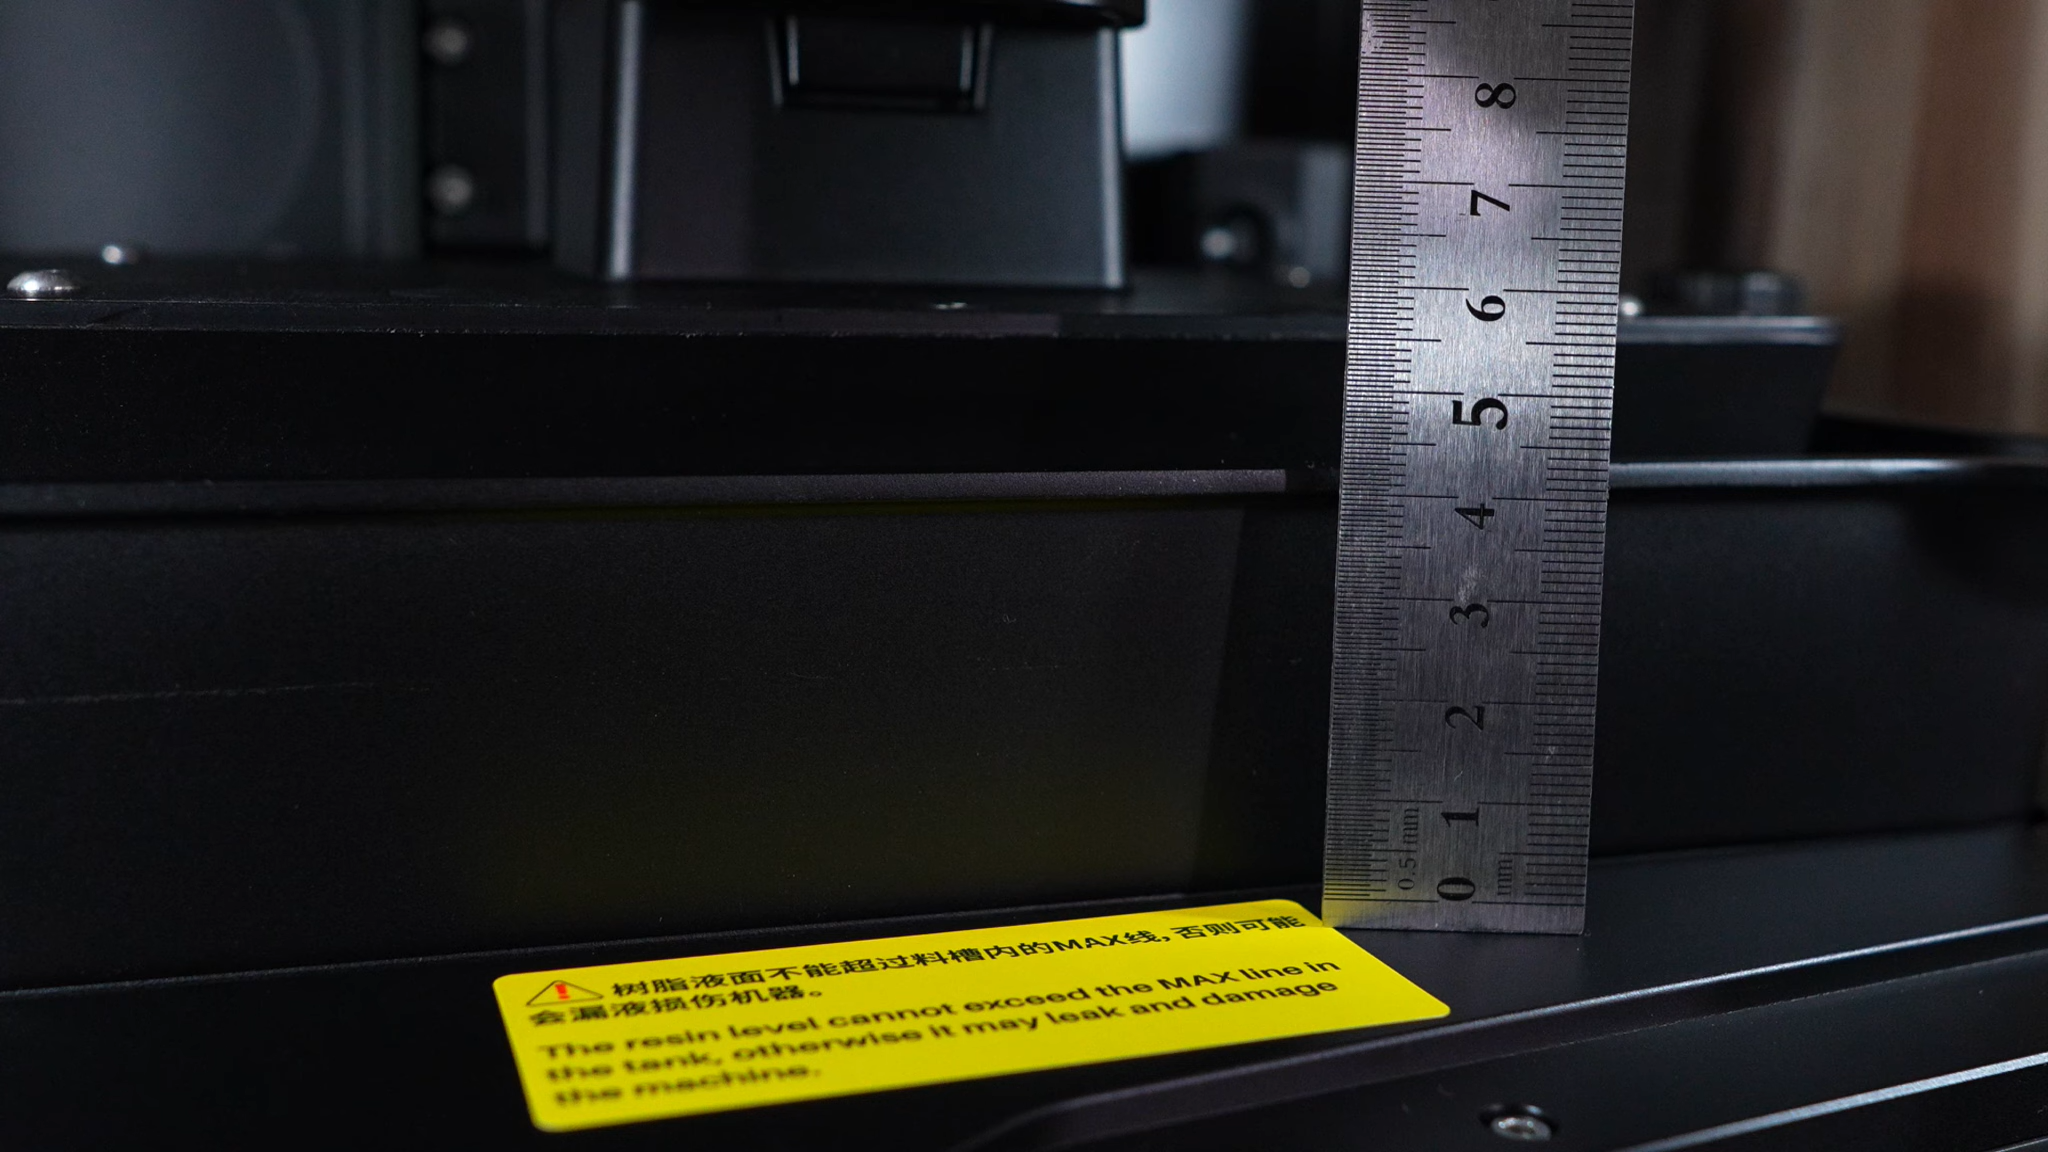 8
7
6
5
4
3
2
1
0
0.5mm
mm
树脂液面不能超过料槽内的MAX线,否则可能
会漏液损伤机器。
The resin level cannot exceed the MAX line in
the tank, otherwise it may leak and damage
the machine.